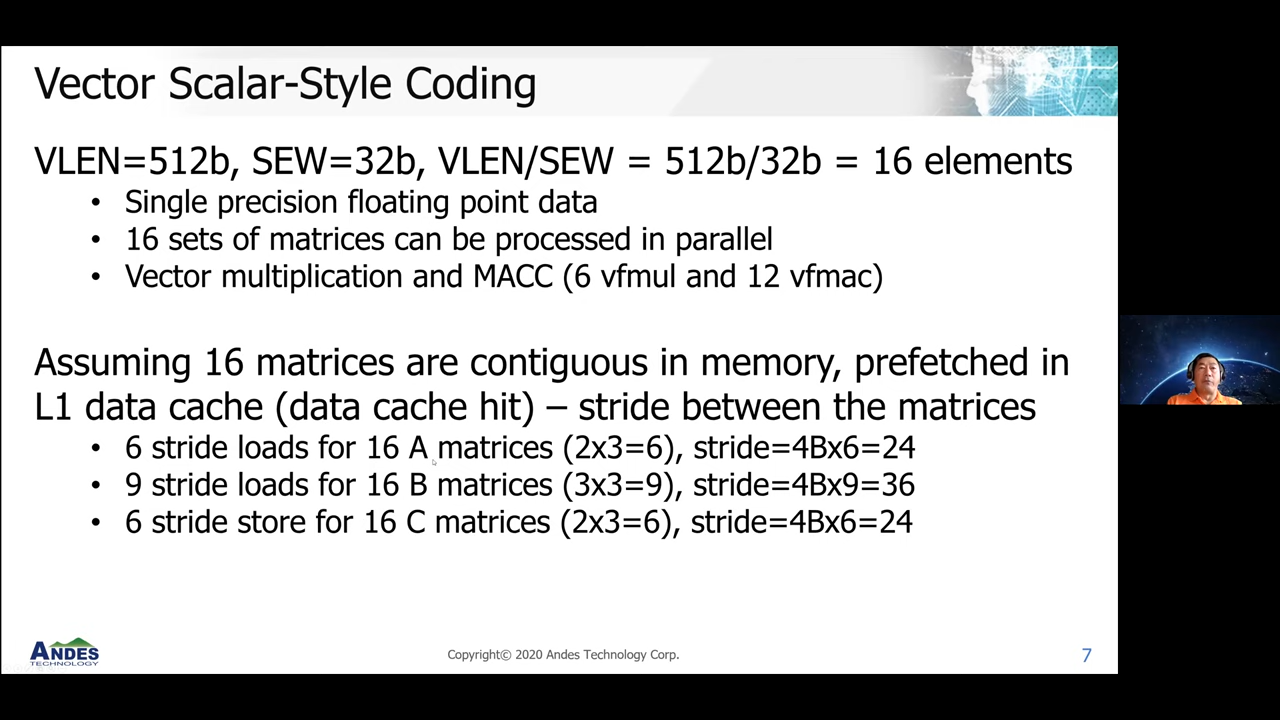 Vector Scalar-Style Coding
VLEN=512b, SEW=32b, VLEN/SEW = 512b/32b = 16 elements
• Single precision floating point data
• 16 sets of matrices can be processed in parallel
• Vector multiplication and MACC (6 vfmul and 12 vfmac)
Assuming 16 matrices are contiguous in memory, prefetched in
L1 data cache (data cache hit) – stride between the matrices
• 6 stride loads for 16 A matrices (2x3=6), stride=4Bx6=24
• 9 stride loads for 16 B matrices (3x3=9), stride=4Bx9=36
• 6 stride store for 16 C matrices (2x3=6), stride=4Bx6=24
ANDES
TECHNOLOGY
Copyright© 2020 Andes Technology Corp.
7